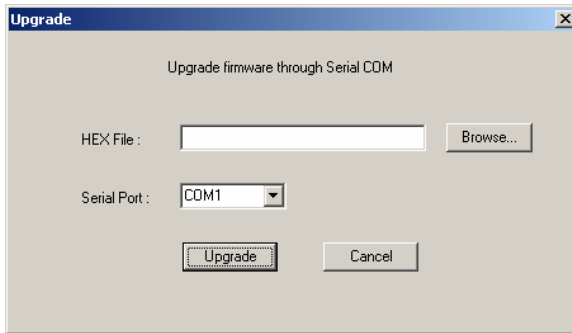 Upgrade
Upgrade firmware through Serial COM
HEX File :
Browse...
Serial Port :
COM1
Upgrade
Cancel